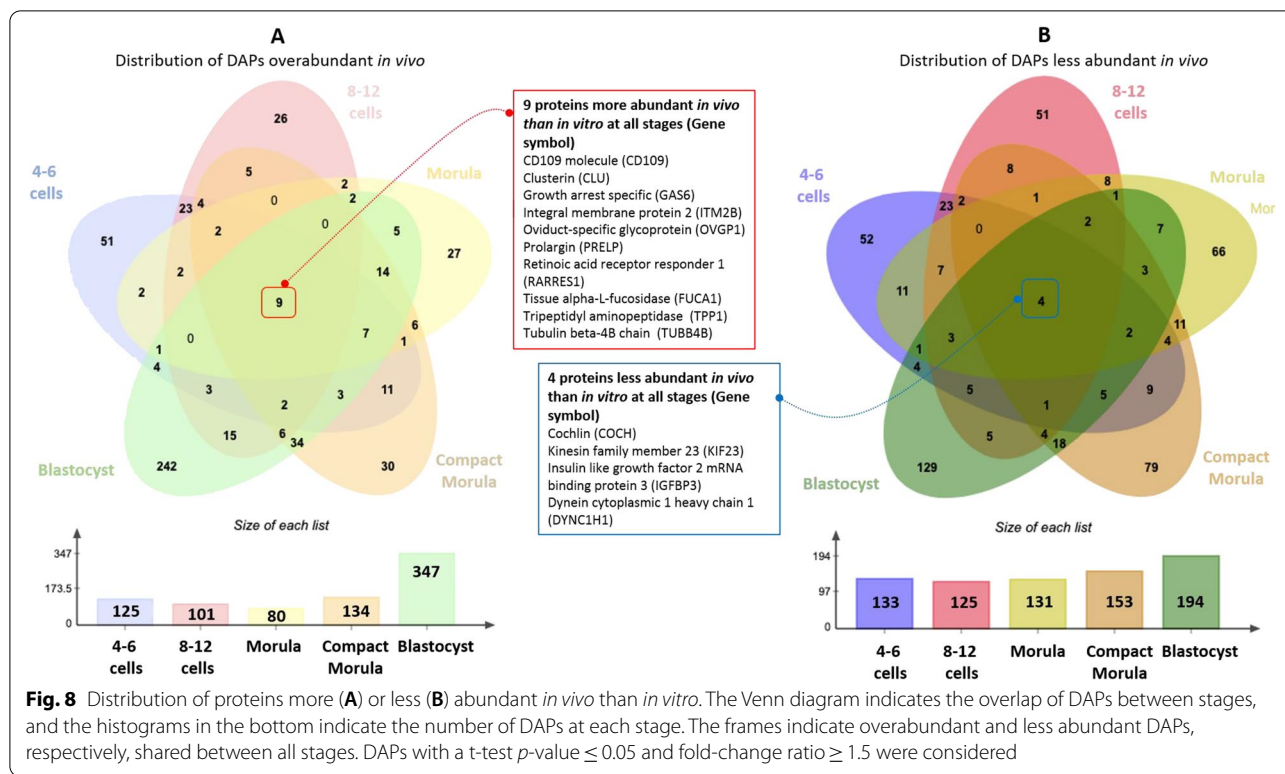 A
Distribution of DAPs overabundant in vivo
8-12
cells
26
4-6
cells
Morula
5
2
2
0
23
4
2
0
5
51
27
2
14
2
9
6
0
7
1
1
4
3
3
11
2
15
6
34
Blastocyst
242
30
Compact
Morula
Size of each list
347
173.5
0
125
101
80
134
347
4-6
cells
8-12
cells
Morula
Compact
Morula
Blastocyst
9 proteins more abundant in vivo
than in vitro at all stages (Gene
symbol)
CD109 molecule (CD109)
Clusterin (CLU)
Growth arrest specific (GAS6)
Integral membrane protein 2 (ITM2B)
Oviduct-specific glycoprotein (OVGP1)
Prolargin (PRELP)
Retinoic acid receptor responder 1
(RARRES1)
Tissue alpha-L-fucosidase (FUCA1)
Tripeptidyl aminopeptidase (TPP1)
Tubulin beta-4B chain (TUBB4B)
4 proteins less abundant in vivo
than in vitro at all stages (Gene
symbol)
Cochlin (COCH)
Kinesin family member 23 (KIF23)
Insulin like growth factor 2 mRNA
binding protein 3 (IGFBP3)
Dynein cytoplasmic 1 heavy chain 1
(DYNC1H1)
B
Distribution of DAPs less abundant in vivo
8-12
cells
51
4-6
cells
Morula
Mor
8
8
1
1
23
2
0
2
7
52
66
7
3
11
4
11
3
2
4
1
4
5
5
9
1
5
4
18
Blastocyst
129
79
Compact
Morula
Size of each list
194
97
0
133
125
131
153
194
4-6
cells
8-12
cells
Morula
Compact
Morula
Blastocyst
Fig. 8 Distribution of proteins more (A) or less (B) abundant in vivo than in vitro. The Venn diagram indicates the overlap of DAPs between stages,
and the histograms in the bottom indicate the number of DAPs at each stage. The frames indicate overabundant and less abundant DAPs,
respectively, shared between all stages. DAPs with a t-test p-value ≤ 0.05 and fold-change ratio ≥ 1.5 were considered